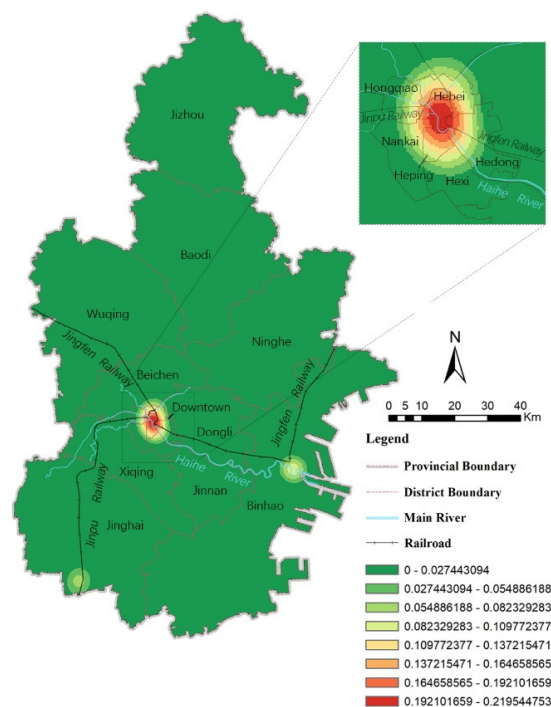 Jizhou
Baodi
Wuqing
Ninghe
Jingfen Railway
Beichen
Downtown
Dongli
Jingfen Railway
Xiqing
Haihe River
Jinnan
Binhao
Jinghai
Jinpu Railway
Hongqiao
Hebei
Jinpu Railway
Jingfen Railway
Nankai
Hedong
Heping
Hexi
Haihe River
N
0 5 10 20 30 40
Km
Legend
Provincial Boundary
District Boundary
Main River
Railroad
0 - 0.027443094
0.027443094 - 0.054886188
0.054886188 - 0.082329283
0.082329283 - 0.109772377
0.109772377 - 0.137215471
0.137215471 - 0.164658565
0.164658565 - 0.192101659
0.192101659 - 0.219544753